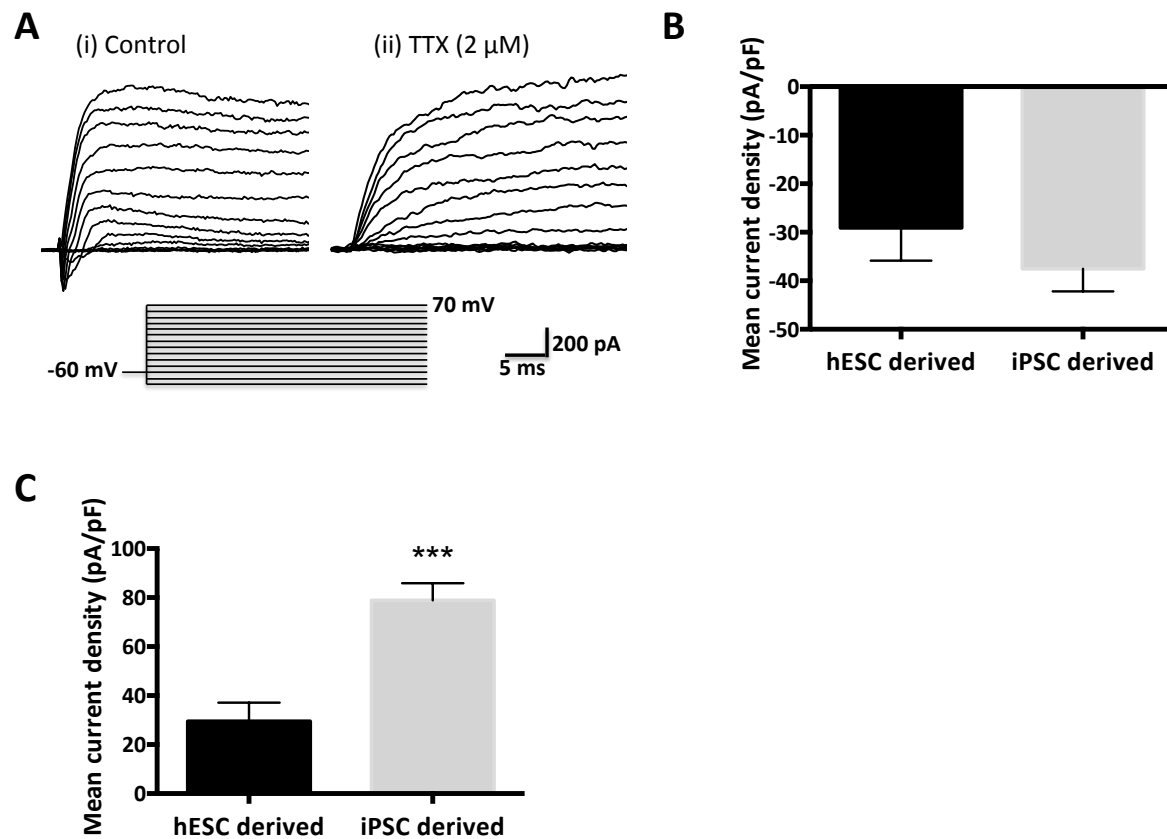 A
(i) Control
(ii) TTX (2 μM)
70 mV
-60 mV
200 pA
5 ms
B
Mean current density (pA/pF)
0
-10
-20
-30
-40
-50
hESC derived
iPSC derived
C
Mean current density (pA/pF)
100
80
60
40
20
0
***
hESC derived
iPSC derived